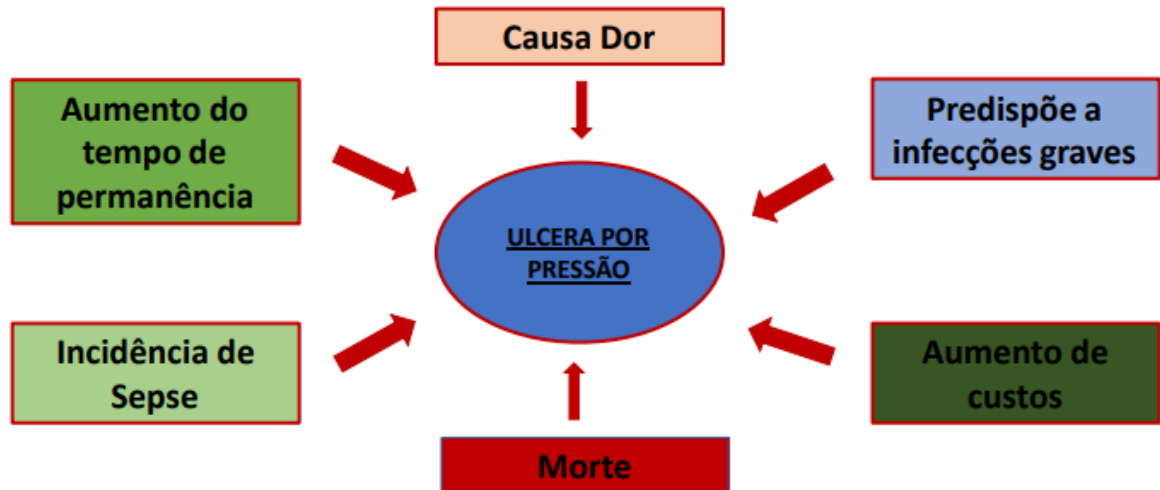 Causa Dor
Aumento do
tempo de
permanência
Predispõe a
infecções graves
ULCERA POR
PRESSÃO
Incidência de
Sepse
Aumento de
custos
Morte